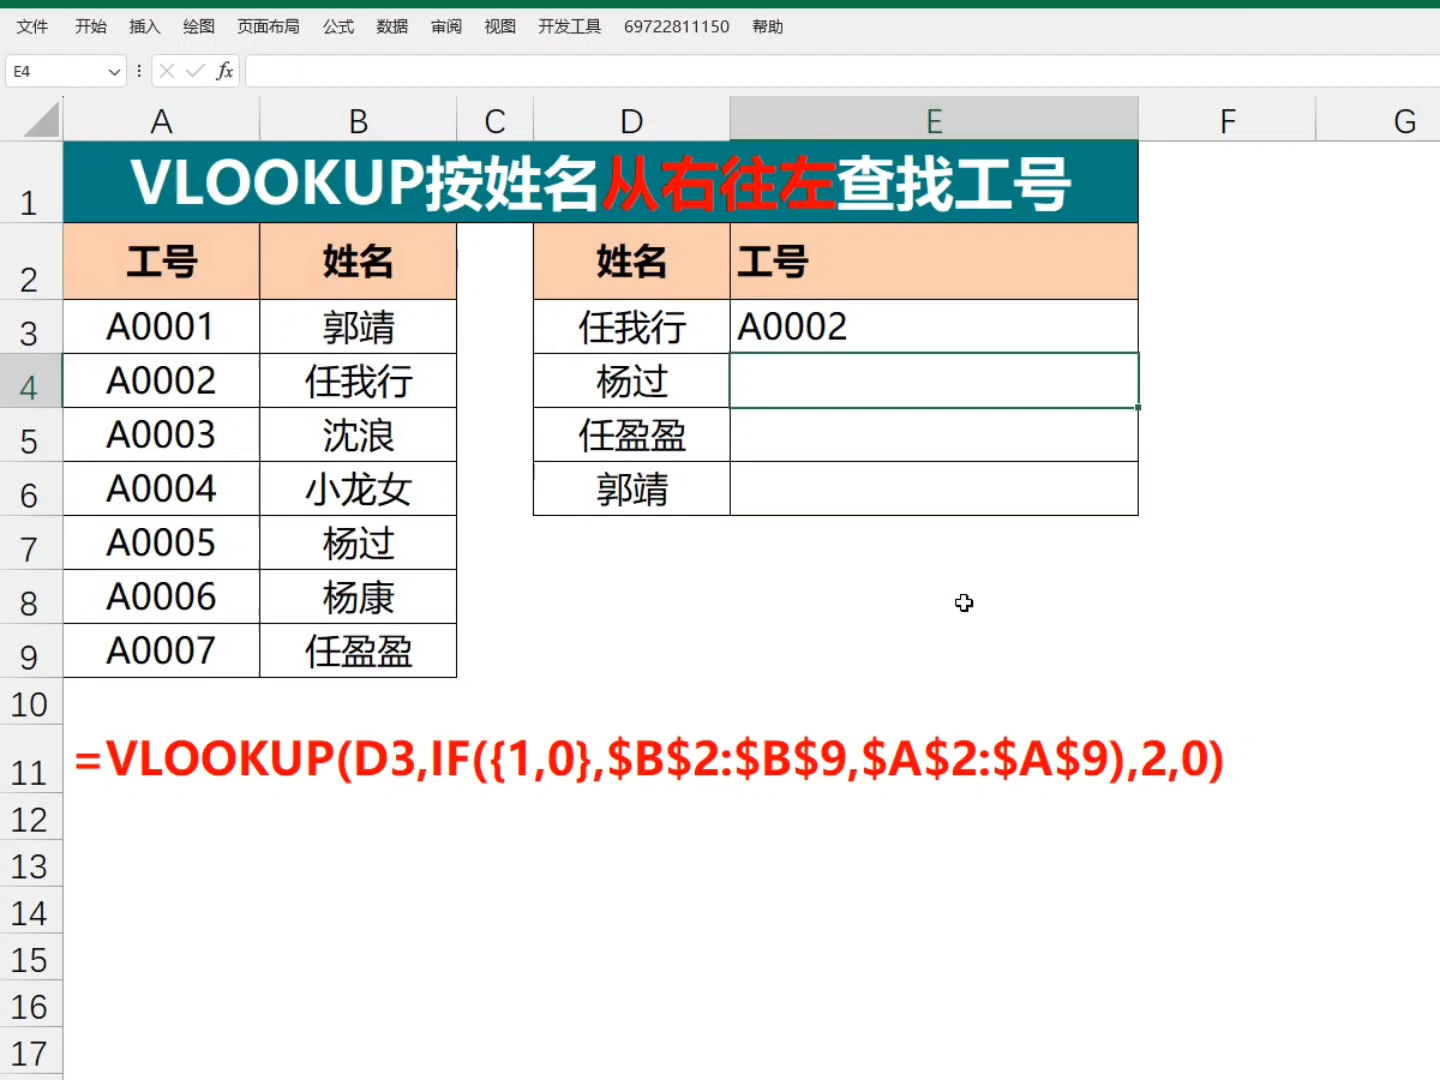 文件 开始 插入 绘图 页面布局 公式 数据 审阅 视图 开发工具 69722811150 帮助
E4 fx
A B C D E F G
1 VLOOKUP按姓名从右往左查找工号
2 工号 姓名 姓名 工号
3 A0001 郭靖 任我行 A0002
4 A0002 任我行 杨过
5 A0003 沈浪 任盈盈
6 A0004 小龙女 郭靖
7 A0005 杨过
8 A0006 杨康
9 A0007 任盈盈
10
11 =VLOOKUP(D3,IF({1,0},$B$2:$B$9,$A$2:$A$9),2,0)
12
13
14
15
16
17